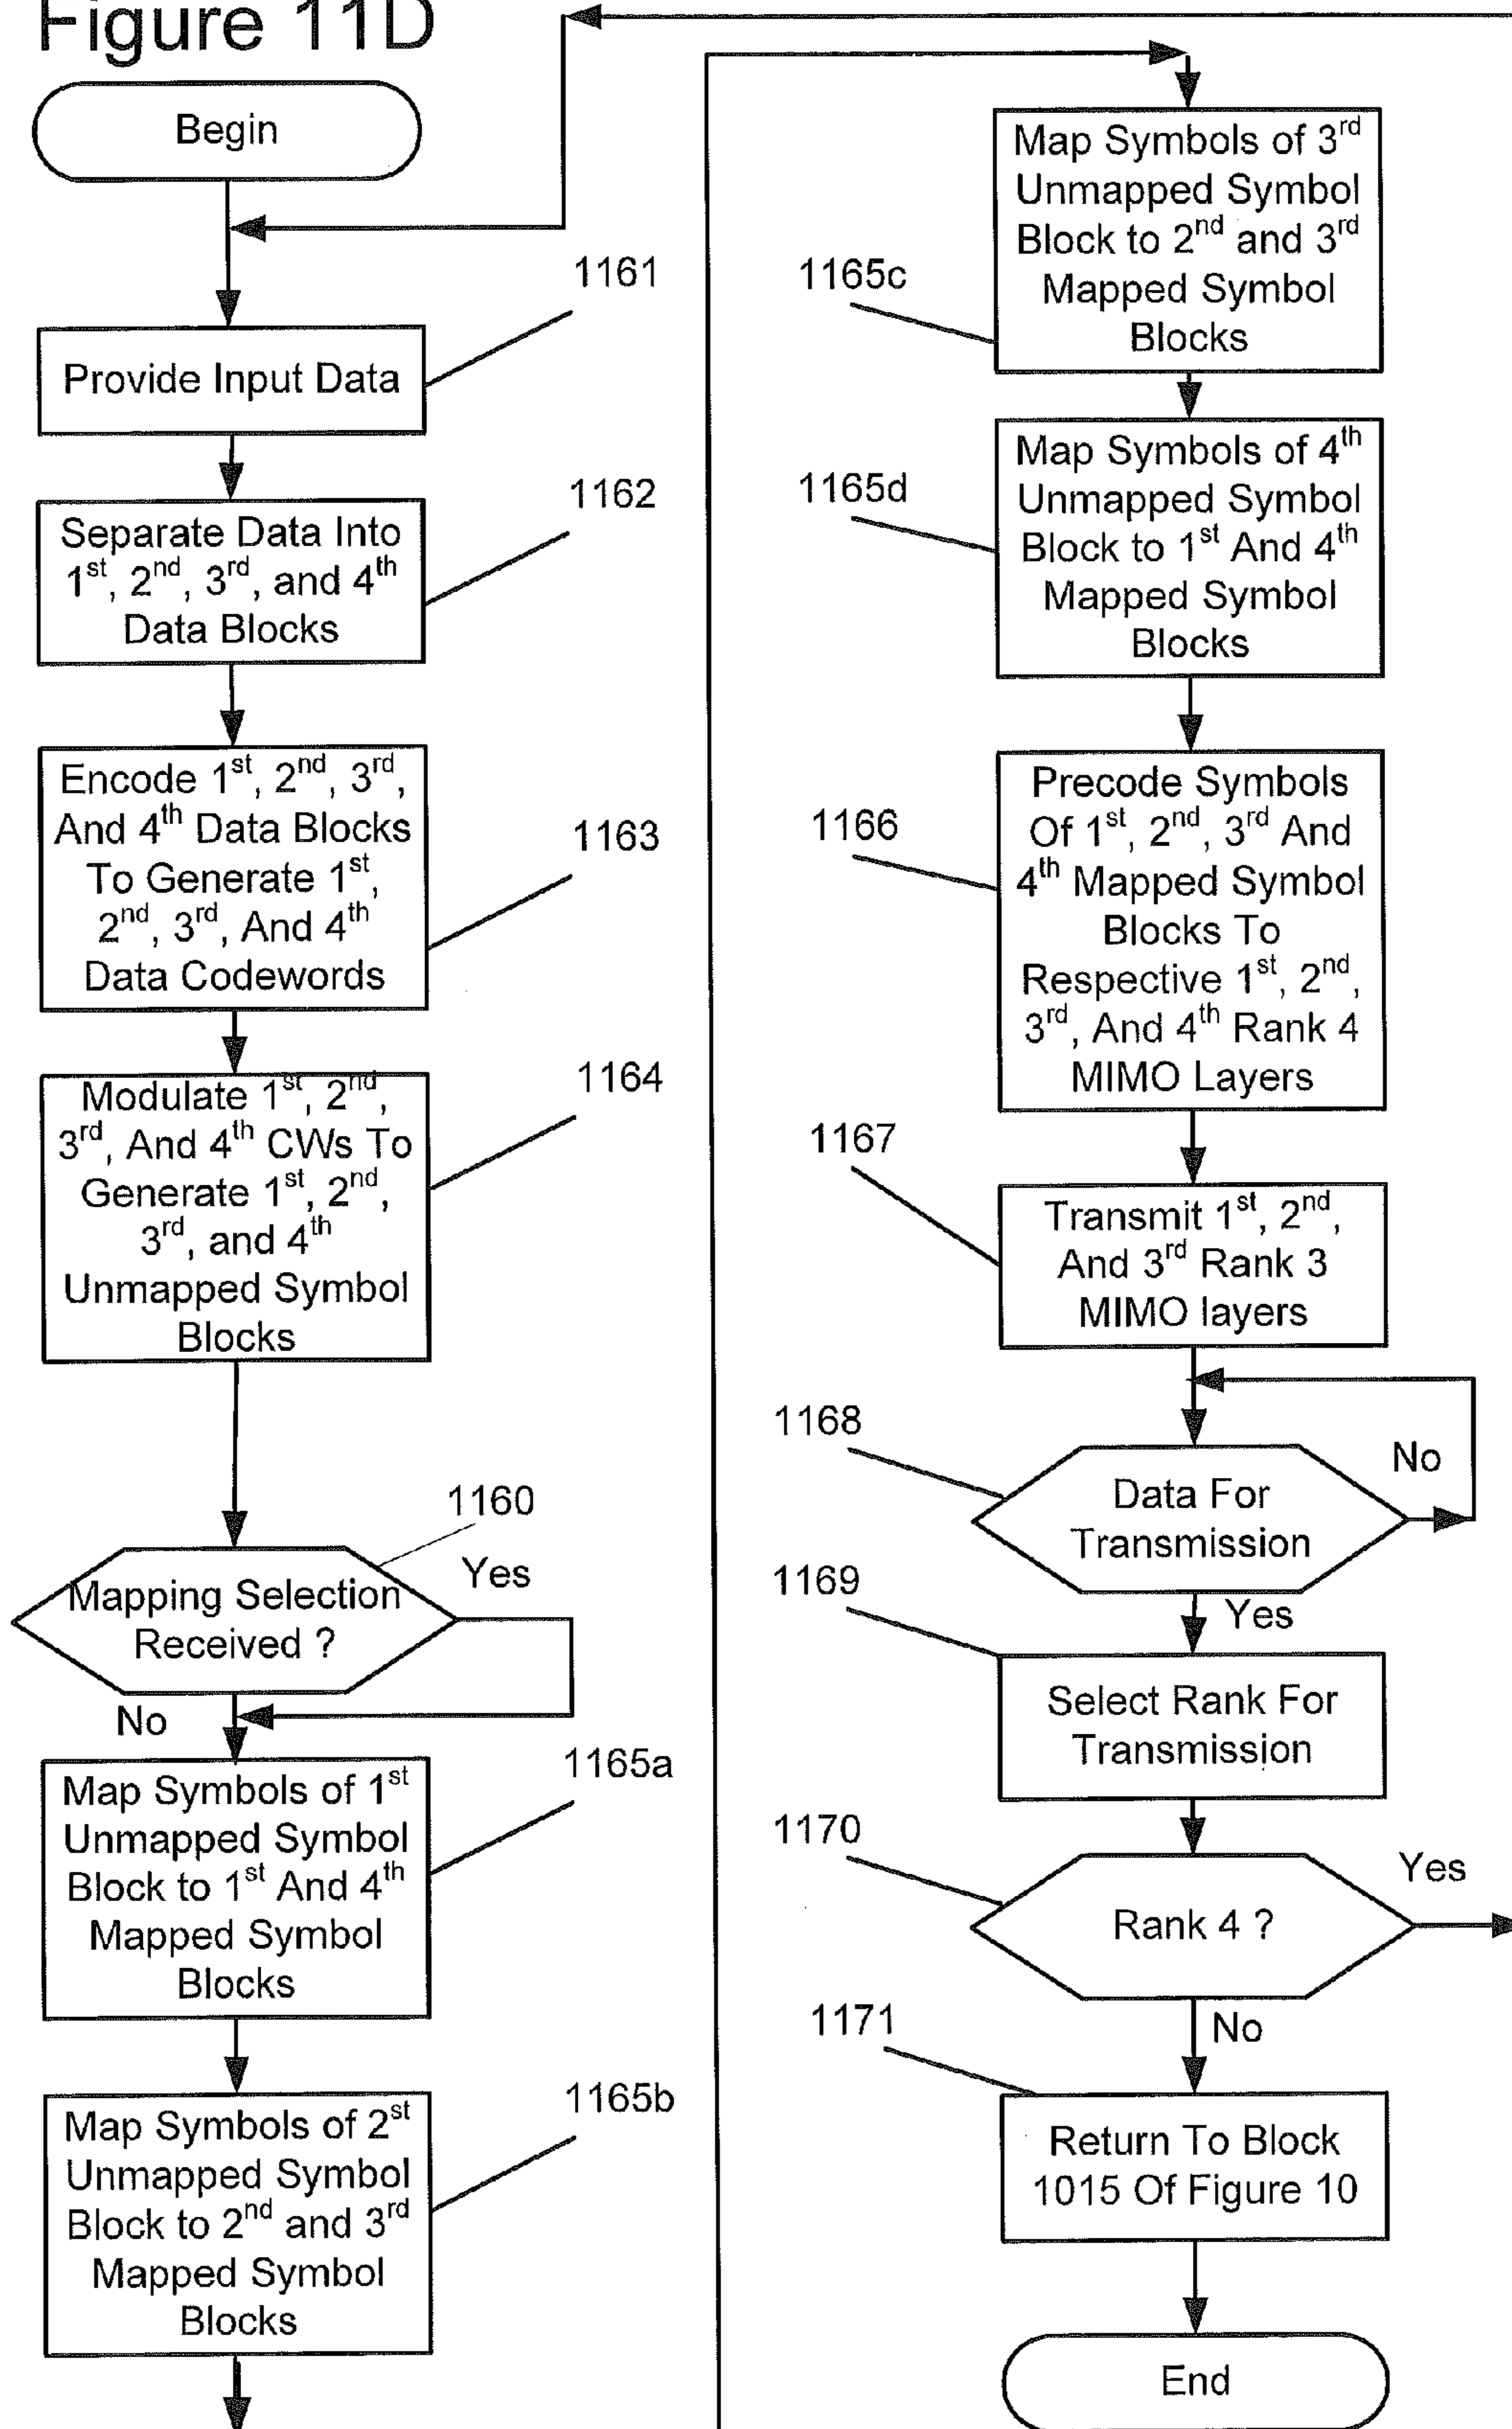 Figure 11D
Begin
1161
Provide Input Data
1162
Separate Data Into
1st, 2nd, 3rd, and 4th
Data Blocks
1163
Encode 1st, 2nd, 3rd,
And 4th Data Blocks
To Generate 1st,
2nd, 3rd, And 4th
Data Codewords
1164
Modulate 1st, 2nd,
3rd, And 4th CWs To
Generate 1st, 2nd,
3rd, and 4th
Unmapped Symbol
Blocks
1160
Mapping Selection
Received ?
Yes
No
1165a
Map Symbols of 1st
Unmapped Symbol
Block to 1st And 4th
Mapped Symbol
Blocks
1165b
Map Symbols of 2st
Unmapped Symbol
Block to 2nd and 3rd
Mapped Symbol
Blocks
1165c
Map Symbols of 3rd
Unmapped Symbol
Block to 2nd and 3rd
Mapped Symbol
Blocks
1165d
Map Symbols of 4th
Unmapped Symbol
Block to 1st And 4th
Mapped Symbol
Blocks
1166
Precode Symbols
Of 1st, 2nd, 3rd And
4th Mapped Symbol
Blocks To
Respective 1st, 2nd,
3rd, And 4th Rank 4
MIMO Layers
1167
Transmit 1st, 2nd,
And 3rd Rank 3
MIMO layers
1168
Data For
Transmission
No
Yes
1169
Select Rank For
Transmission
1170
Rank 4 ?
Yes
No
1171
Return To Block
1015 Of Figure 10
End